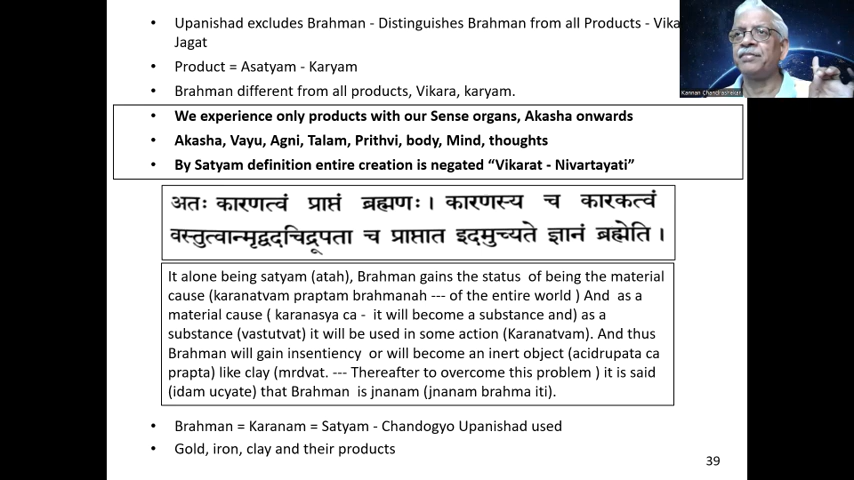 Upanishad excludes Brahman - Distinguishes Brahman from all Products - Vika
Jagat
Product = Asatyam - Karyam
Brahman different from all products, Vikara, karyam.
We experience only products with our Sense organs, Akasha onwards
Akasha, Vayu, Agni, Talam, Prithvi, body, Mind, thoughts
By Satyam definition entire creation is negated “Vikarat - Nivartayati”
अतः कारणत्वं प्राप्तं ब्रह्मणः। कारणस्य च कारकत्वं
वस्तुत्वान्मृद्वदचिद्रूपता च प्राप्तात इदमुच्यते ज्ञानं ब्रह्मेति।
It alone being satyam (atah), Brahman gains the status of being the material
cause (karanatvam praptam brahmanah --- of the entire world ) And as a
material cause ( karanasya ca - it will become a substance and) as a
substance (vastutvat) it will be used in some action (Karanatvam). And thus
Brahman will gain insentiency or will become an inert object (acidrupata ca
prapta) like clay (mrdvat. --- Thereafter to overcome this problem ) it is said
(idam ucyate) that Brahman is jnanam (jnanam brahma iti).
Brahman = Karanam = Satyam - Chandogyo Upanishad used
Gold, iron, clay and their products
39
Kannan Chandrasekar